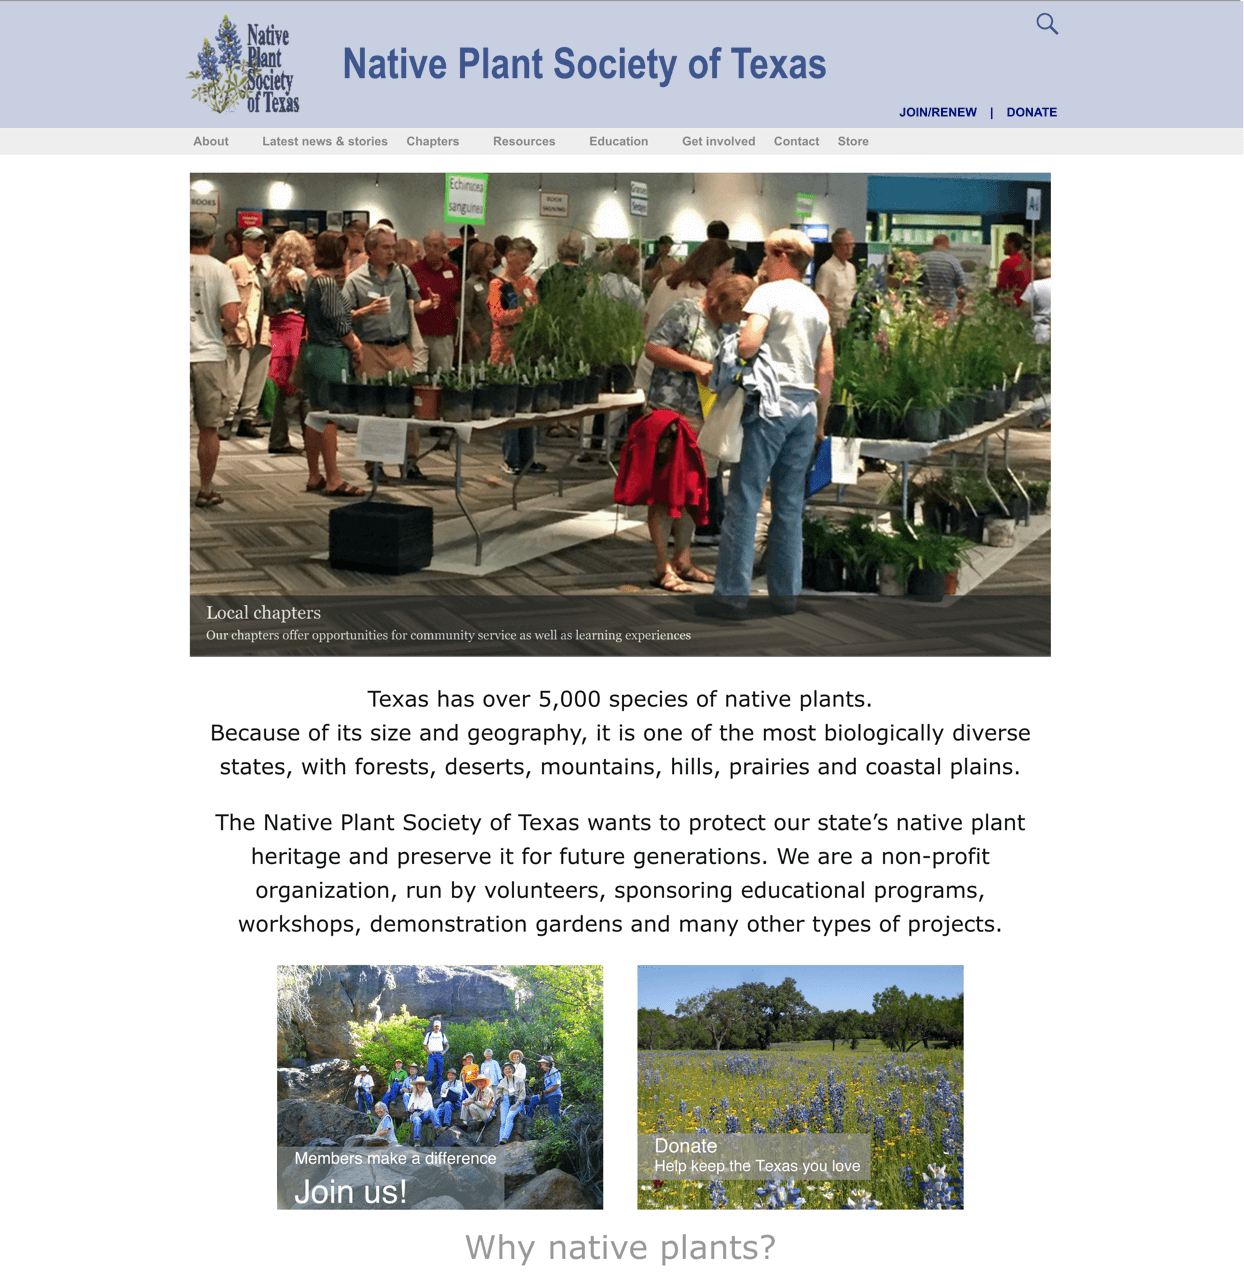 Native
Plant
Society
of Texas
Native Plant Society of Texas
JOIN/RENEW | DONATE
About Latest news & stories Chapters Resources Education Get involved Contact Store
BOOKS
Echinacea
sanguinea
BOOK
SIGNING
Local chapters
Our chapters offer opportunities for community service as well as learning experiences
Texas has over 5,000 species of native plants.
Because of its size and geography, it is one of the most biologically diverse
states, with forests, deserts, mountains, hills, prairies and coastal plains.
The Native Plant Society of Texas wants to protect our state’s native plant
heritage and preserve it for future generations. We are a non-profit
organization, run by volunteers, sponsoring educational programs,
workshops, demonstration gardens and many other types of projects.
Members make a difference
Join us!
Donate
Help keep the Texas you love
Why native plants?